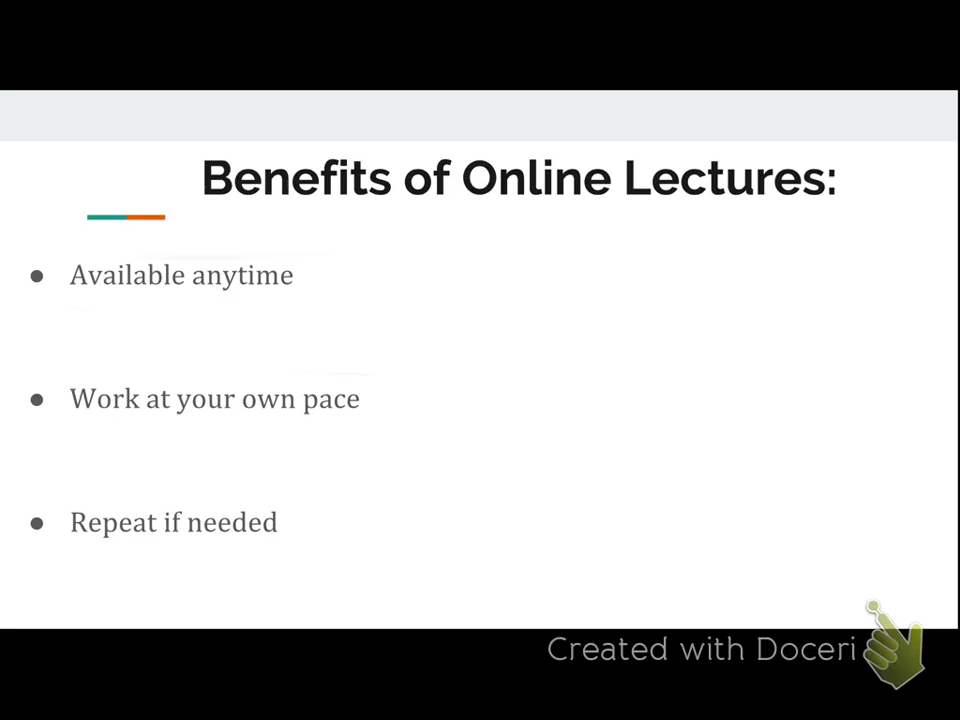 Benefits of Online Lectures:
● Available anytime
● Work at your own pace
● Repeat if needed
Created with Doceri